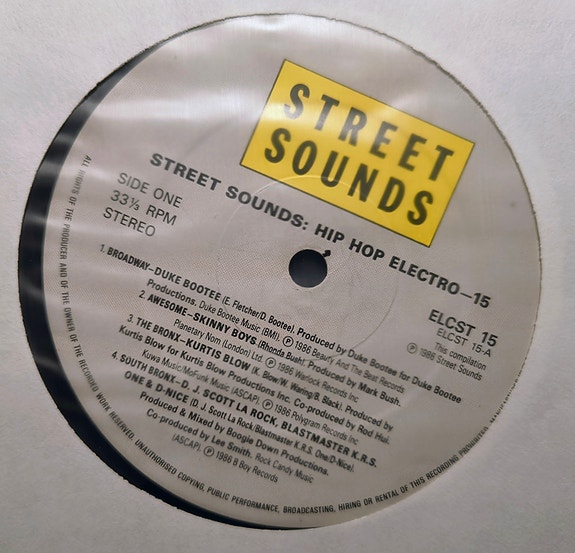 STREET
SOUNDS
STREET SOUNDS: HIP HOP ELECTRO—15
SIDE ONE
33⅓ RPM
STEREO
ELCST 15
ELCST 15-A
This compilation
℗ 1986 Street Sounds
1. BROADWAY—DUKE BOOTEE (E. Fletcher/D. Bootee). Produced by Duke Bootee for Duke Bootee
Productions. Duke Bootee Music (BMI). ℗ 1986 Beauty And The Beat Records
2. AWESOME—SKINNY BOYS (Rhonda Bush). Produced by Mark Bush.
Planetary Nom (London) Ltd. ℗ 1986 Warlock Records Inc
3. THE BRONX—KURTIS BLOW (K. Blow/W. Waring/B. Black). Produced by
Kurtis Blow for Kurtis Blow Productions Inc. Co-produced by Rod Hui.
Kuwa Music/Mofunk Music (ASCAP). ℗ 1986 Polygram Records Inc
4. SOUTH BRONX—D. J. SCOTT LA ROCK, BLASTMASTER K.R.S.
ONE & D-NICE (D. J. Scott La Rock/Blastmaster K.R.S. One/D-Nice).
Produced & Mixed by Boogie Down Productions.
Co produced by Lee Smith. Rock Candy Music
(ASCAP). ℗ 1986 B Boy Records
ALL RIGHTS OF THE PRODUCER AND OF THE OWNER OF THE RECORDED WORK RESERVED. UNAUTHORISED COPYING, PUBLIC PERFORMANCE, BROADCASTING, HIRING OR RENTAL OF THIS RECORDING PROHIBITED.